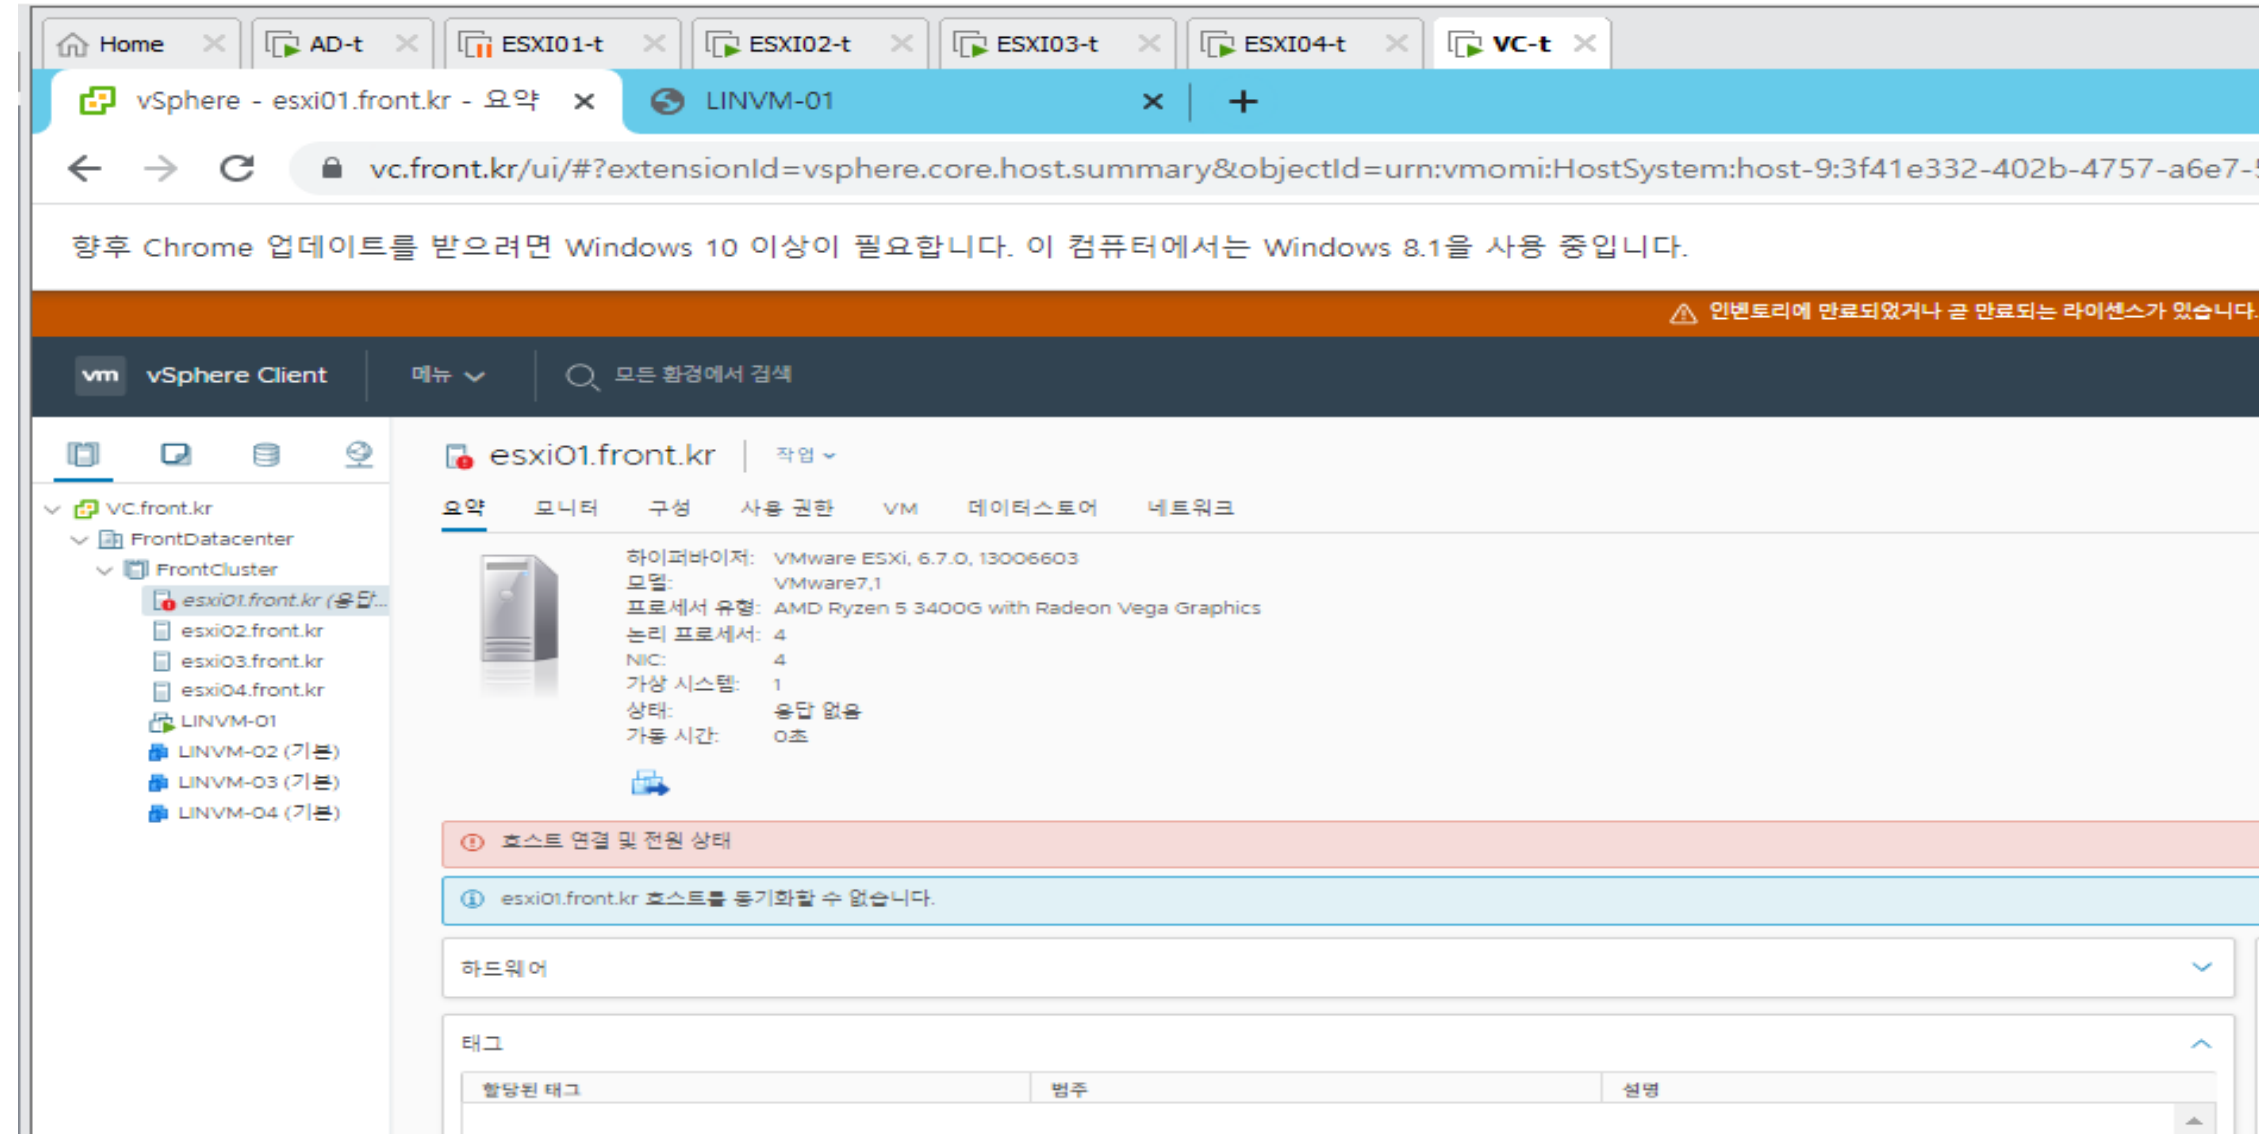 Home AD-t ESXI01-t ESXI02-t ESXI03-t ESXI04-t VC-t
vSphere - esxi01.front.kr - 요약 LINVM-01
vc.front.kr/ui/#?extensionId=vsphere.core.host.summary&objectId=urn:vmomi:HostSystem:host-9:3f41e332-402b-4757-a6e7-
향후 Chrome 업데이트를 받으려면 Windows 10 이상이 필요합니다. 이 컴퓨터에서는 Windows 8.1을 사용 중입니다.
인벤토리에 만료되었거나 곧 만료되는 라이센스가 있습니다.
vm vSphere Client 메뉴 모든 환경에서 검색
esxi01.front.kr 작업
요약 모니터 구성 사용 권한 VM 데이터스토어 네트워크
VC.front.kr
FrontDatacenter
FrontCluster
esxi01.front.kr (응답...
esxi02.front.kr
esxi03.front.kr
esxi04.front.kr
LINVM-01
LINVM-02 (기본)
LINVM-03 (기본)
LINVM-04 (기본)
하이퍼바이저: VMware ESXi, 6.7.0, 13006603
모델: VMware7,1
프로세서 유형: AMD Ryzen 5 3400G with Radeon Vega Graphics
논리 프로세서: 4
NIC: 4
가상 시스템: 1
상태: 응답 없음
가동 시간: 0초
호스트 연결 및 전원 상태
esxi01.front.kr 호스트를 동기화할 수 없습니다.
하드웨어
태그
할당된 태그 범주 설명